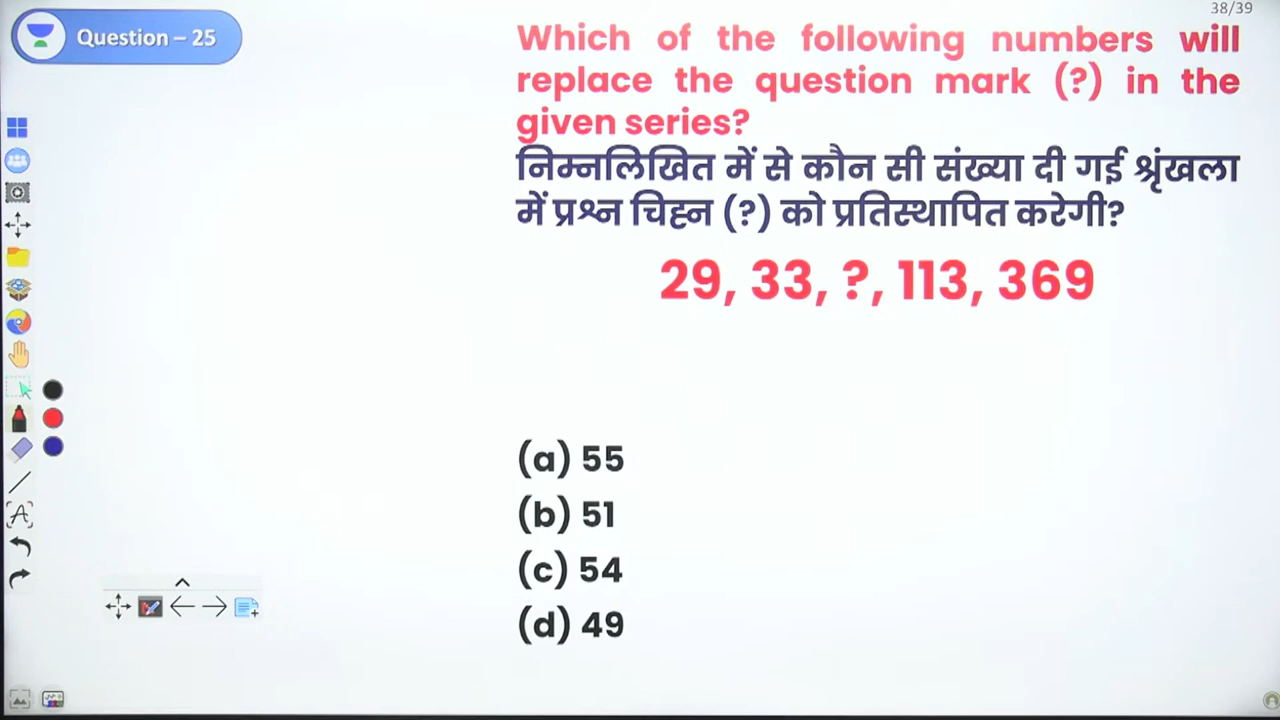 38/39
Question – 25
Which of the following numbers will
replace the question mark (?) in the
given series?
निम्नलिखित में से कौन सी संख्या दी गई श्रृंखला
में प्रश्न चिह्न (?) को प्रतिस्थापित करेगी?
29, 33, ?, 113, 369
(a) 55
(b) 51
(c) 54
(d) 49